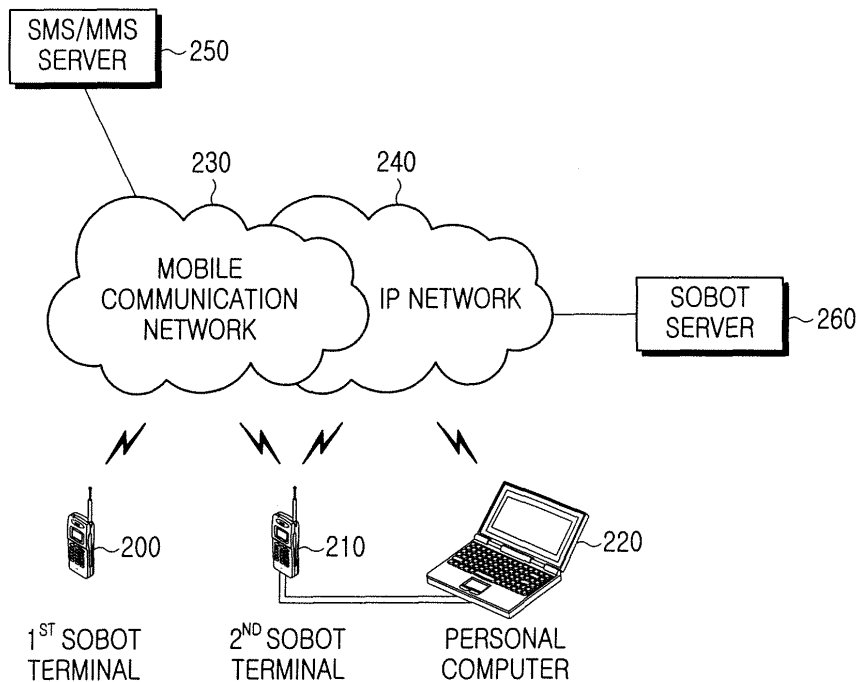 SMS/MMS
SERVER
250
230
240
MOBILE
COMMUNICATION
NETWORK
IP NETWORK
SOBOT
SERVER
260
200
210
220
1ST SOBOT
TERMINAL
2ND SOBOT
TERMINAL
PERSONAL
COMPUTER